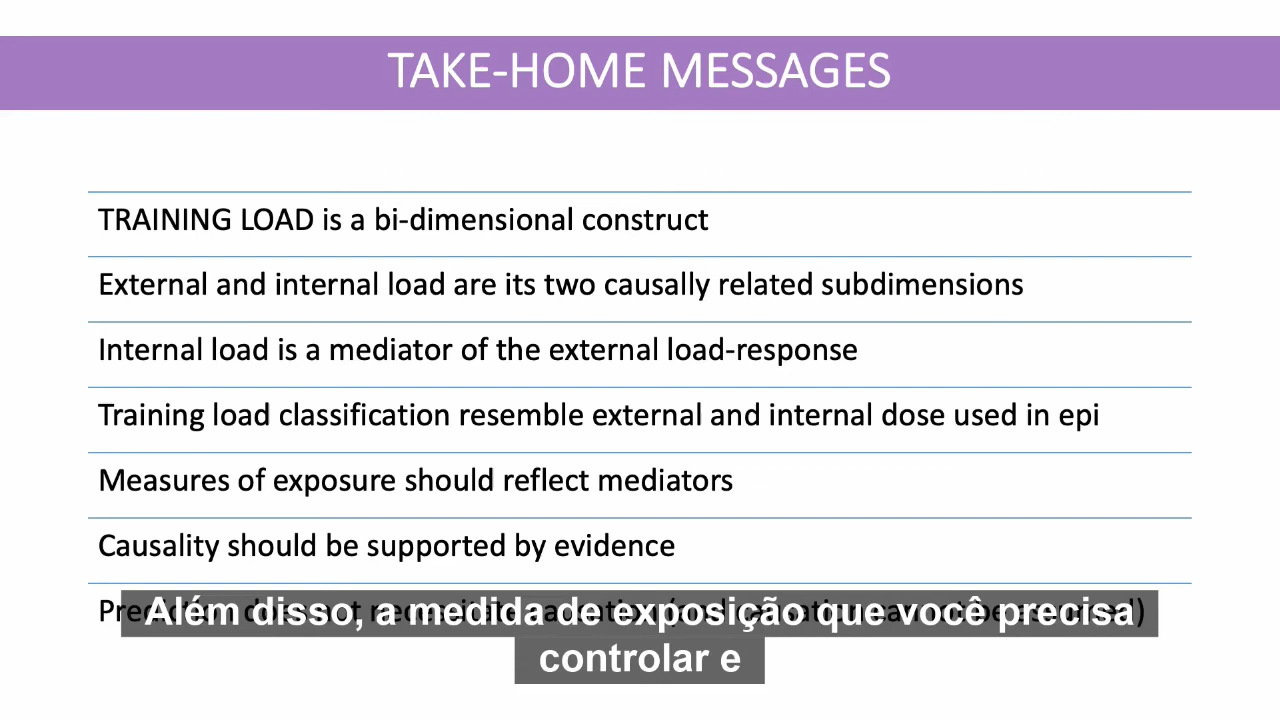 TAKE-HOME MESSAGES
TRAINING LOAD is a bi-dimensional construct
External and internal load are its two causally related subdimensions
Internal load is a mediator of the external load-response
Training load classification resemble external and internal dose used in epi
Measures of exposure should reflect mediators
Causality should be supported by evidence
Além disso, a medida de exposição que você precisa
controlar e